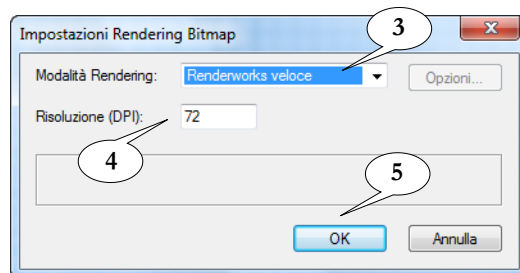 Impostazioni Rendering Bitmap
3
Modalità Rendering: Renderworks veloce Opzioni...
Risoluzione (DPI): 72
4
5
OK Annulla